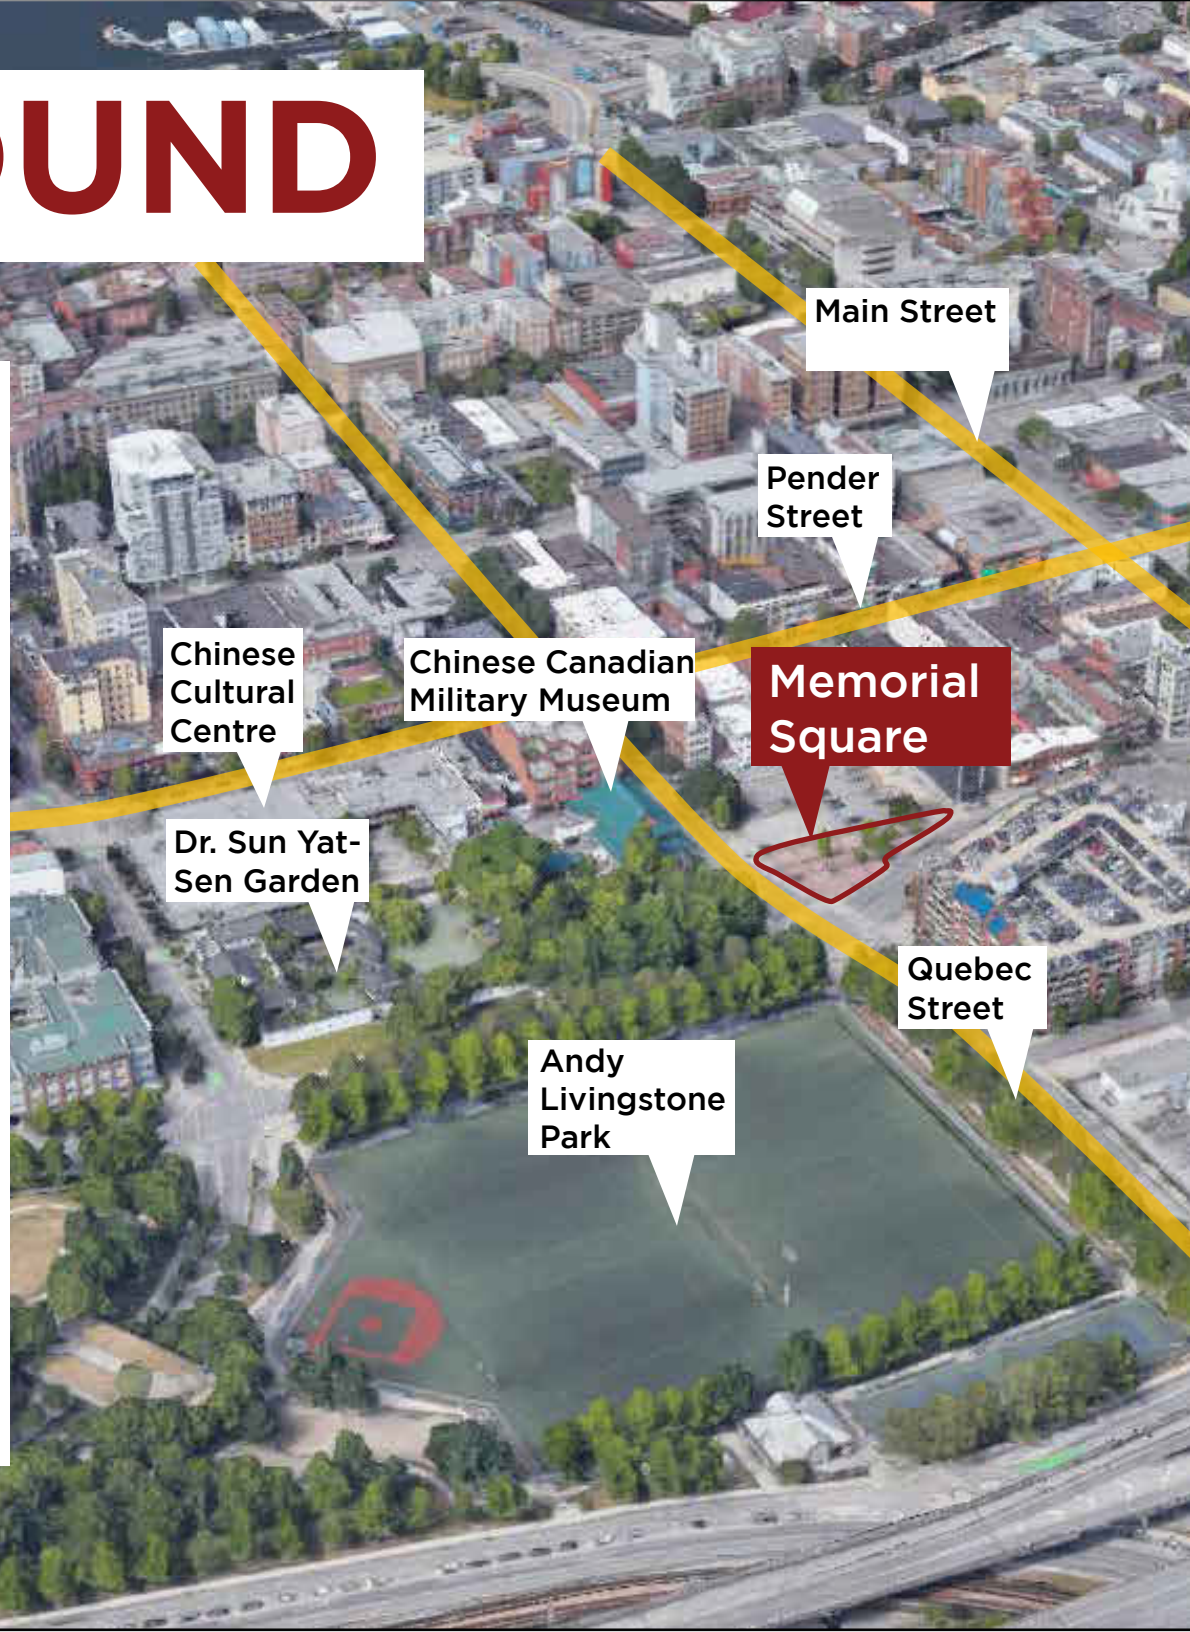 OUND
Main Street
Pender
Street
Chinese
Cultural
Centre
Chinese Canadian
Military Museum
Memorial
Square
Dr. Sun Yat-
Sen Garden
Quebec
Street
Andy
Livingstone
Park